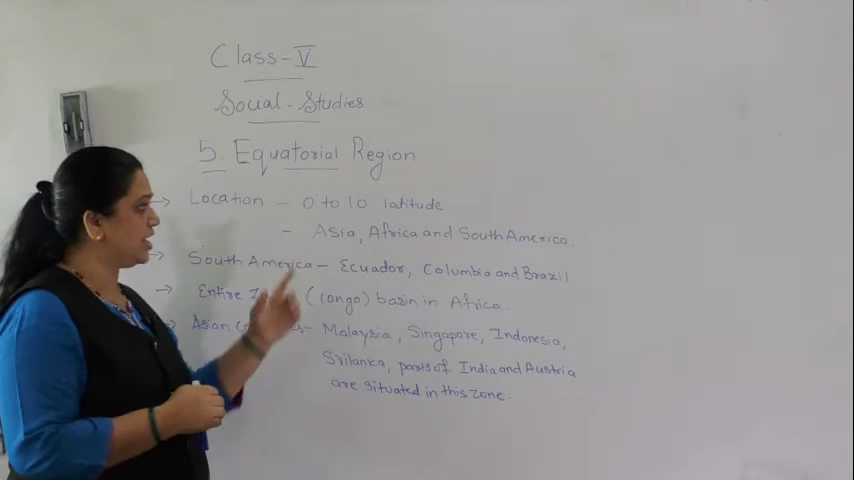 Class-V
Social-Studies
5. Equatorial Region
→ Location - 0° to 10° latitude
- Asia, Africa and South America.
→ South America - Ecuador, Columbia and Brazil
→ Entire (congo) basin in Africa.
→ Asian - Malaysia, Singapore, Indonesia,
Srilanka, parts of India and Austria
are situated in this zone.